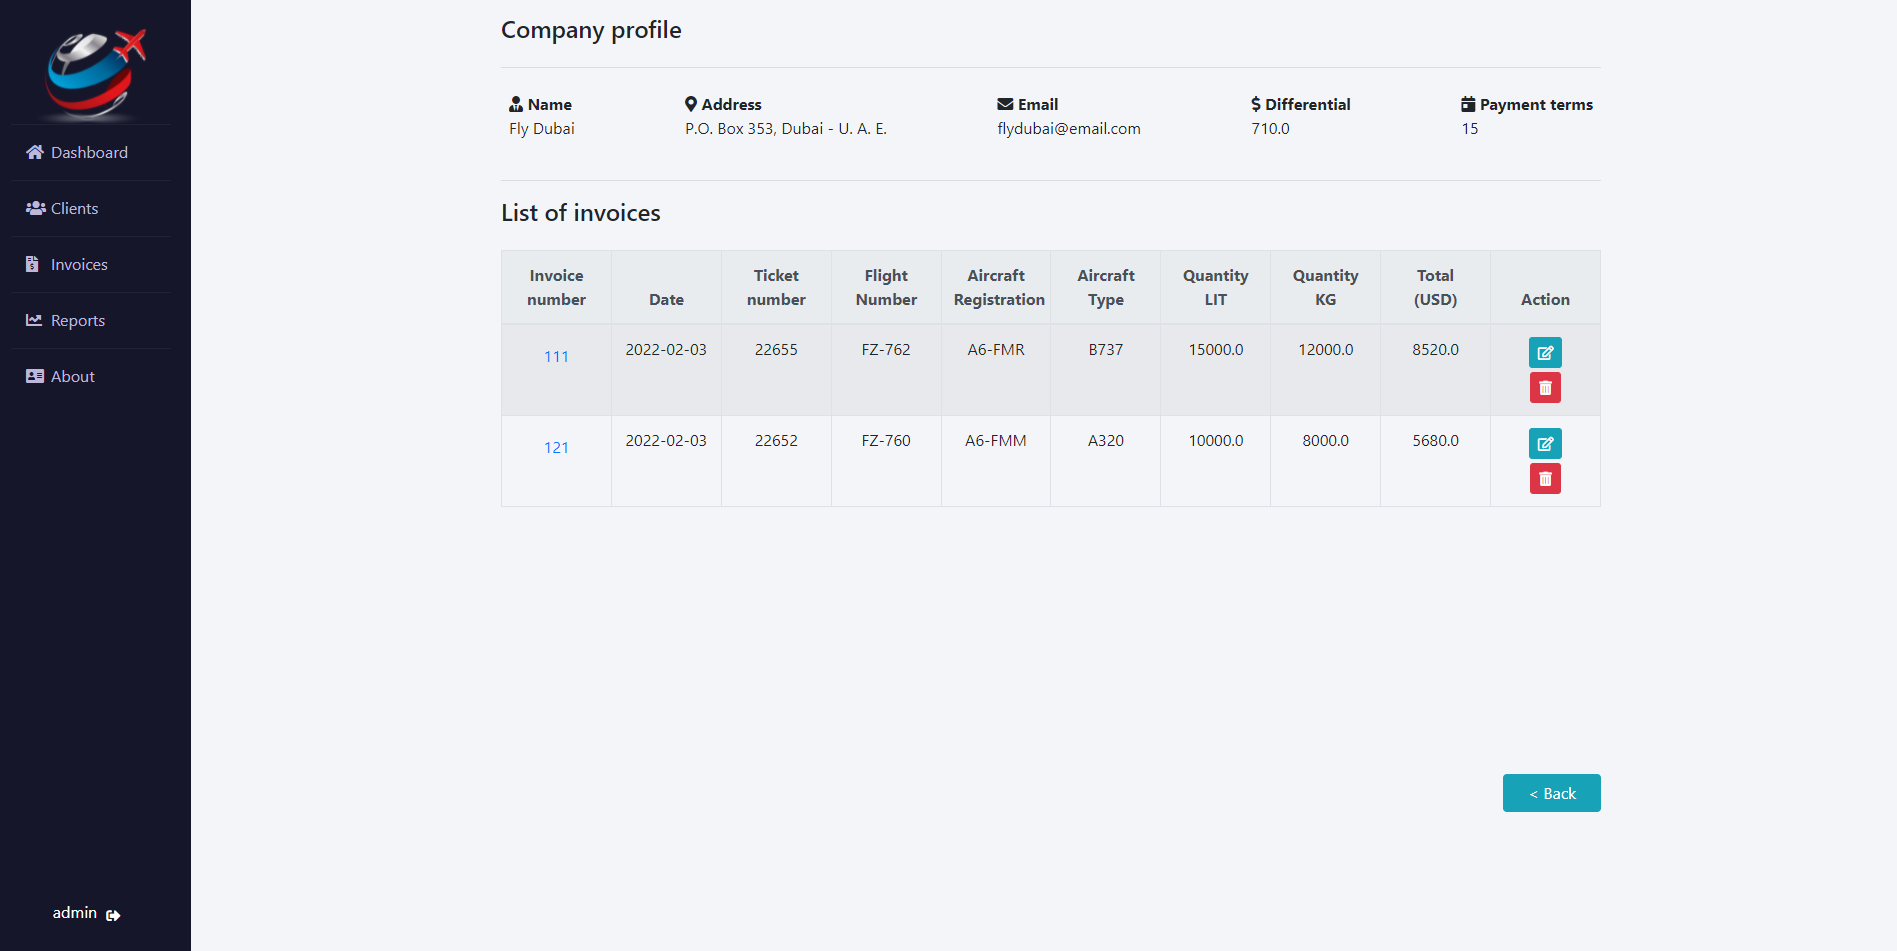 Dashboard
Clients
Invoices
Reports
About
admin
Company profile
Name
Fly Dubai
Address
P.O. Box 353, Dubai - U. A. E.
Email
flydubai@email.com
Differential
710.0
Payment terms
15
List of invoices
Invoice number Date Ticket number Flight Number Aircraft Registration Aircraft Type Quantity LIT Quantity KG Total (USD) Action
111 2022-02-03 22655 FZ-762 A6-FMR B737 15000.0 12000.0 8520.0
121 2022-02-03 22652 FZ-760 A6-FMM A320 10000.0 8000.0 5680.0
< Back